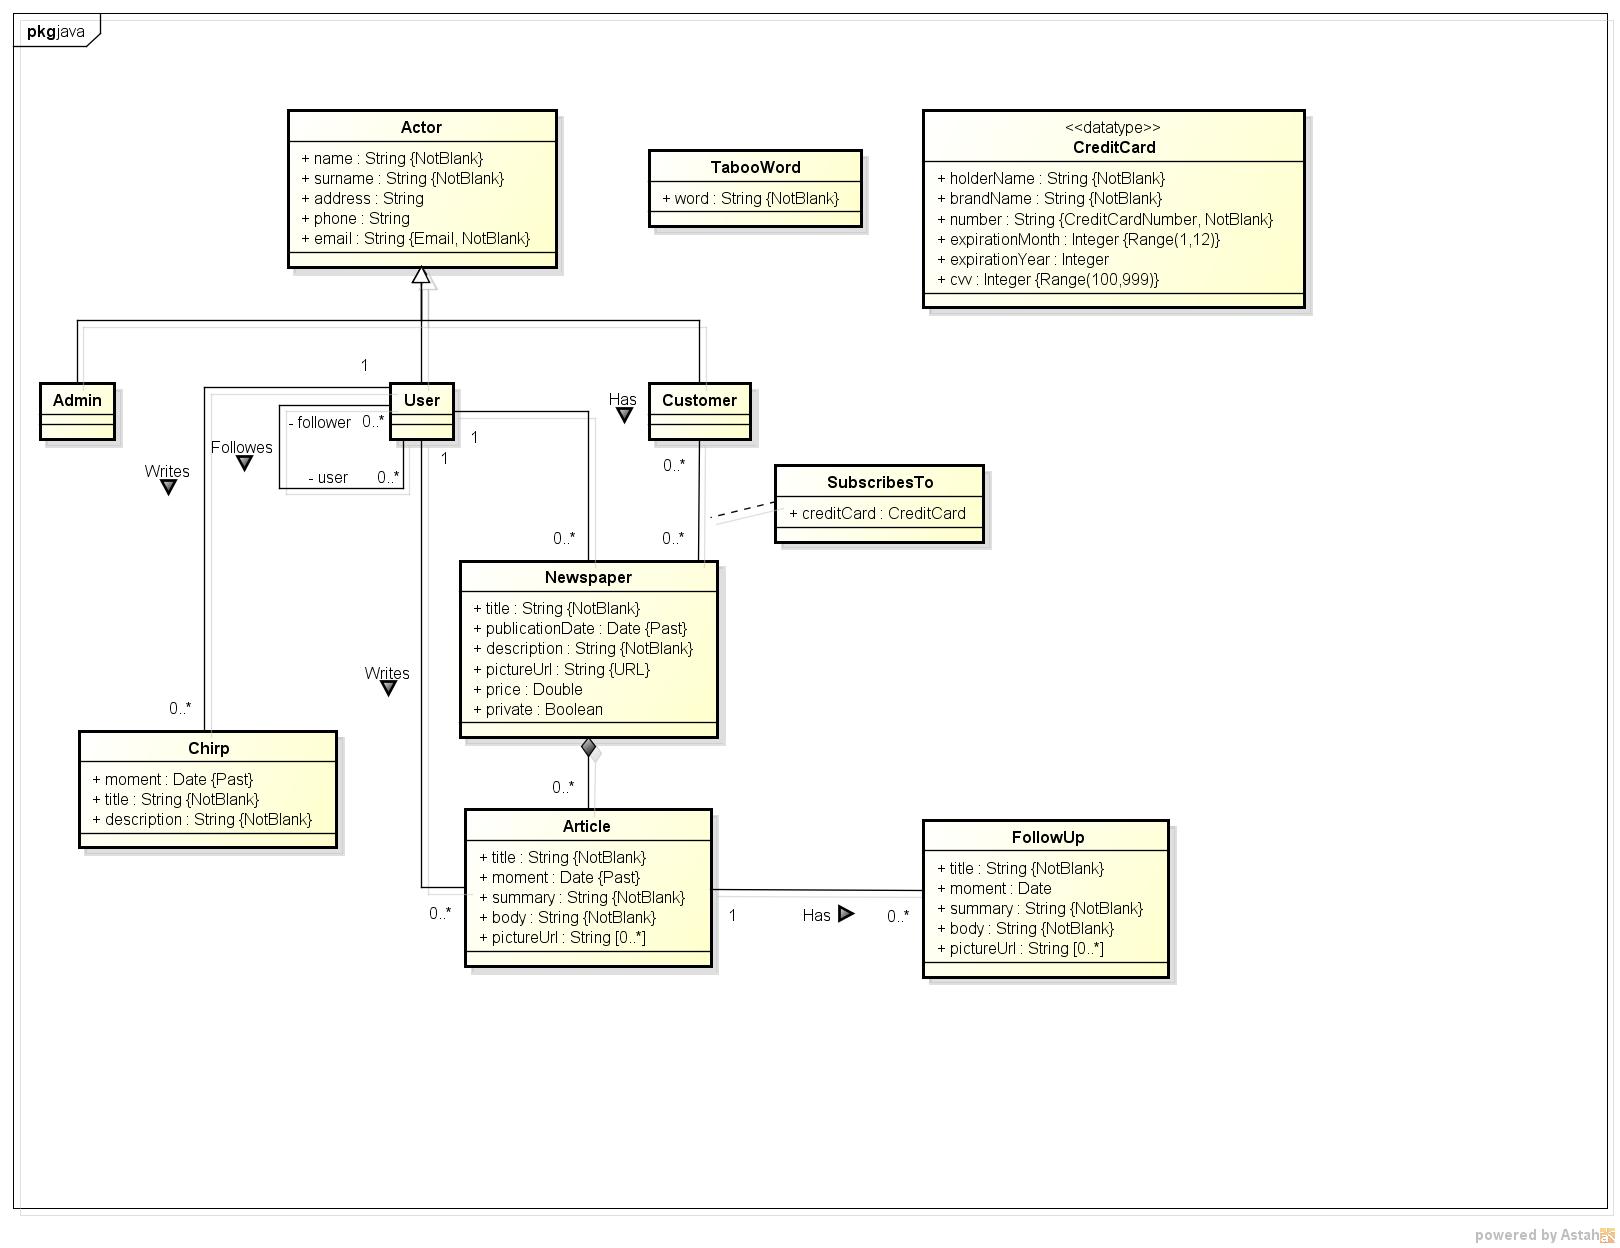 pkg java
Actor
+ name : String {NotBlank}
+ surname : String {NotBlank}
+ address : String
+ phone : String
+ email : String {Email, NotBlank}
TabooWord
+ word : String {NotBlank}
<<datatype>>
CreditCard
+ holderName : String {NotBlank}
+ brandName : String {NotBlank}
+ number : String {CreditCardNumber, NotBlank}
+ expirationMonth : Integer {Range(1,12)}
+ expirationYear : Integer
+ cvv : Integer {Range(100,999)}
1
Admin
User
Has
Customer
- follower 0..*
1
Followes
1
0..*
Writes
- user 0..*
SubscribesTo
+ creditCard : CreditCard
0..*
0..*
Newspaper
+ title : String {NotBlank}
+ publicationDate : Date {Past}
+ description : String {NotBlank}
+ pictureUrl : String {URL}
+ price : Double
+ private : Boolean
Writes
0..*
Chirp
+ moment : Date {Past}
+ title : String {NotBlank}
+ description : String {NotBlank}
0..*
Article
+ title : String {NotBlank}
+ moment : Date {Past}
+ summary : String {NotBlank}
+ body : String {NotBlank}
+ pictureUrl : String [0..*]
0..*
1
Has
0..*
FollowUp
+ title : String {NotBlank}
+ moment : Date
+ summary : String {NotBlank}
+ body : String {NotBlank}
+ pictureUrl : String [0..*]
powered by Astah